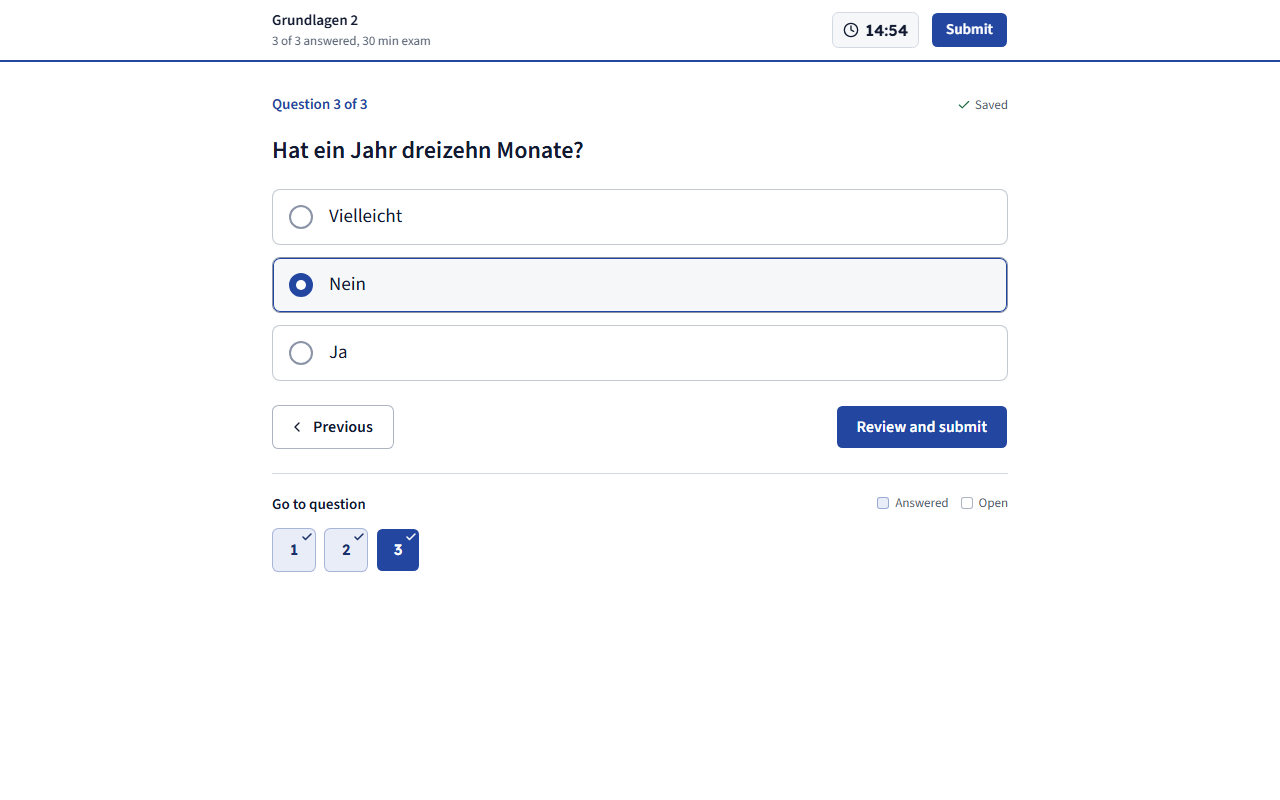 Grundlagen 2
3 of 3 answered, 30 min exam
14:54
Submit
Question 3 of 3
Saved
Hat ein Jahr dreizehn Monate?
Vielleicht
Nein
Ja
Previous
Review and submit
Go to question
Answered
Open
1
2
3